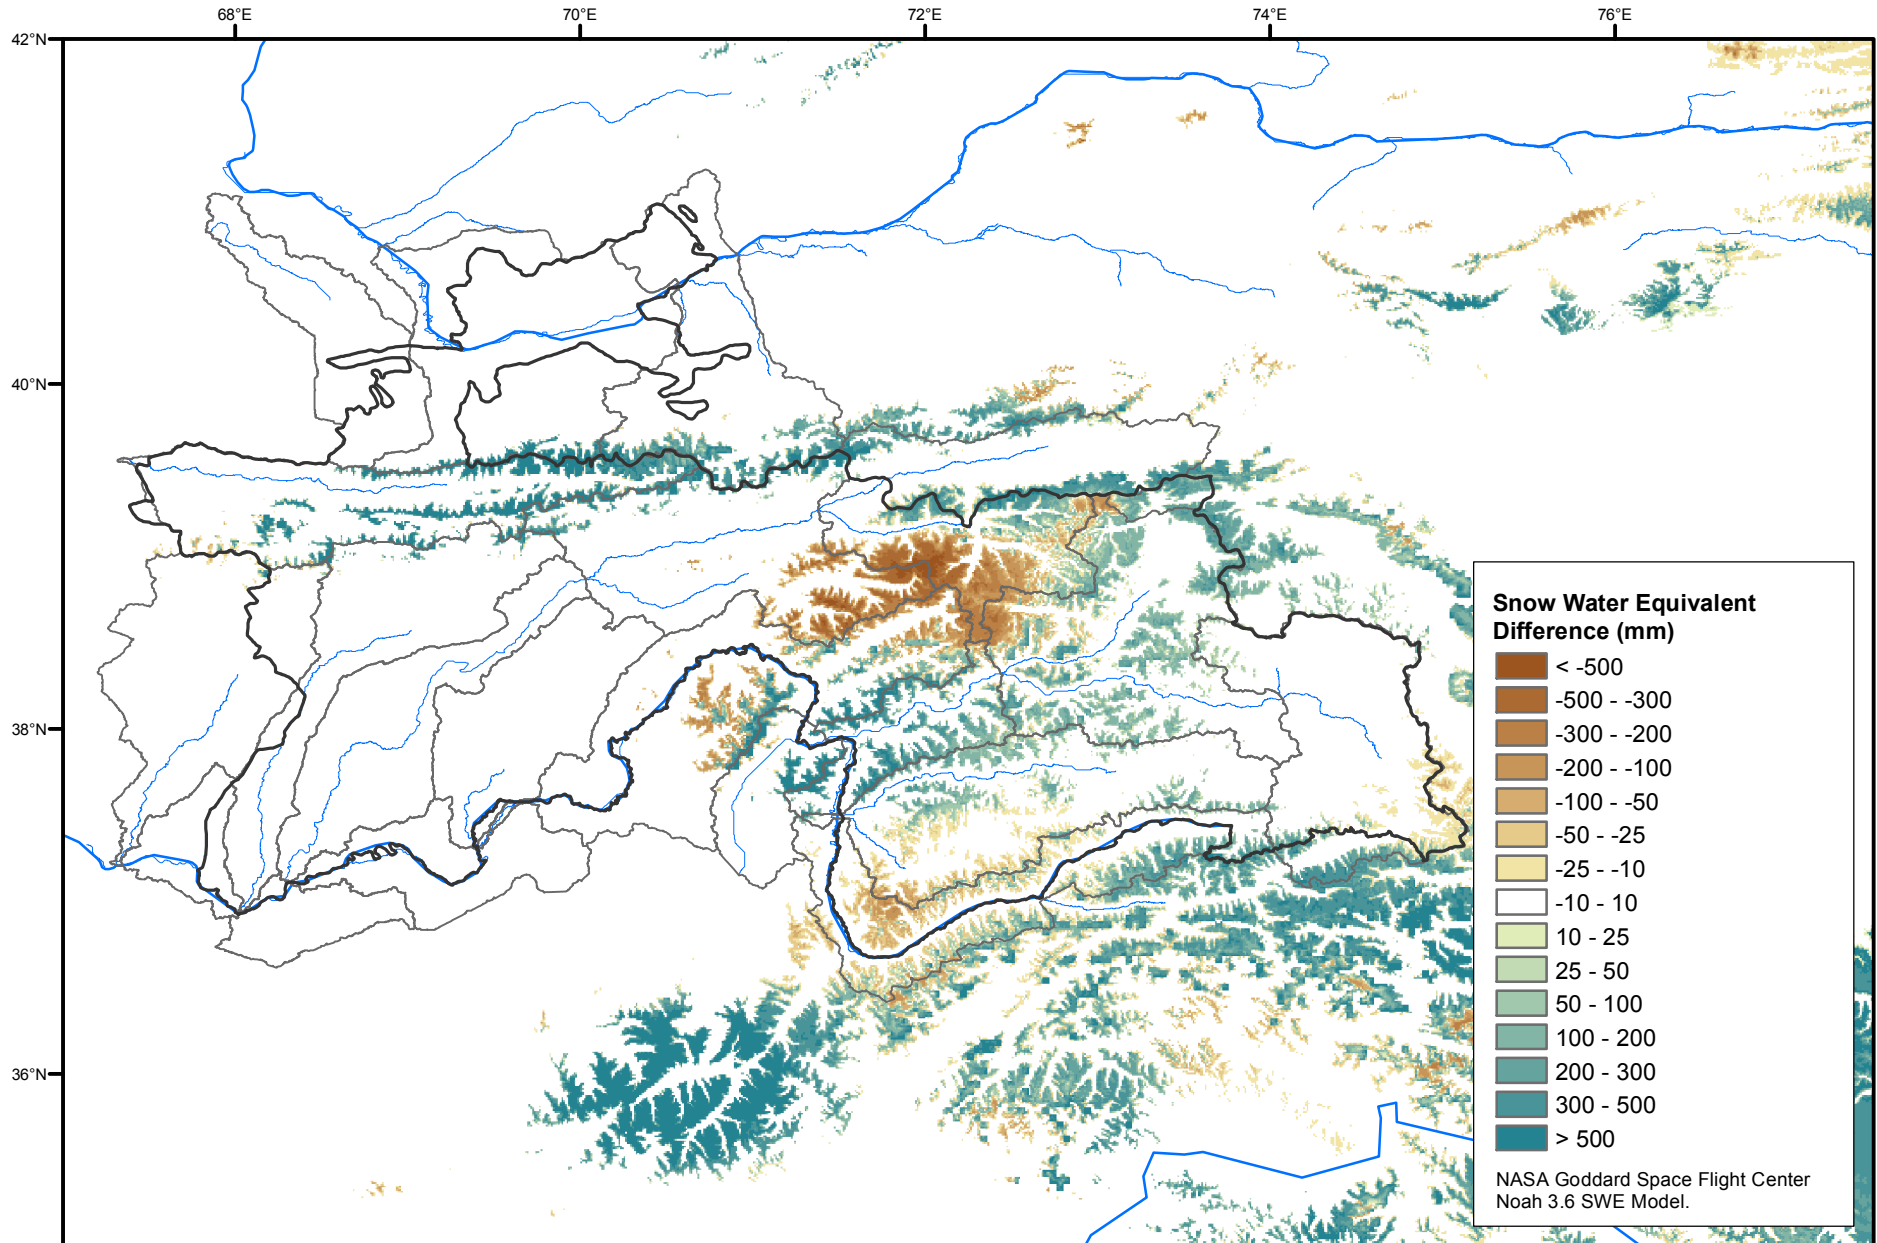 68°E
70°E
72°E
74°E
76°E
42°N
40°N
38°N
36°N
Snow Water Equivalent
Difference (mm)
< -500
-500 - -300
-300 - -200
-200 - -100
-100 - -50
-50 - -25
-25 - -10
-10 - 10
10 - 25
25 - 50
50 - 100
100 - 200
200 - 300
300 - 500
> 500
NASA Goddard Space Flight Center
Noah 3.6 SWE Model.